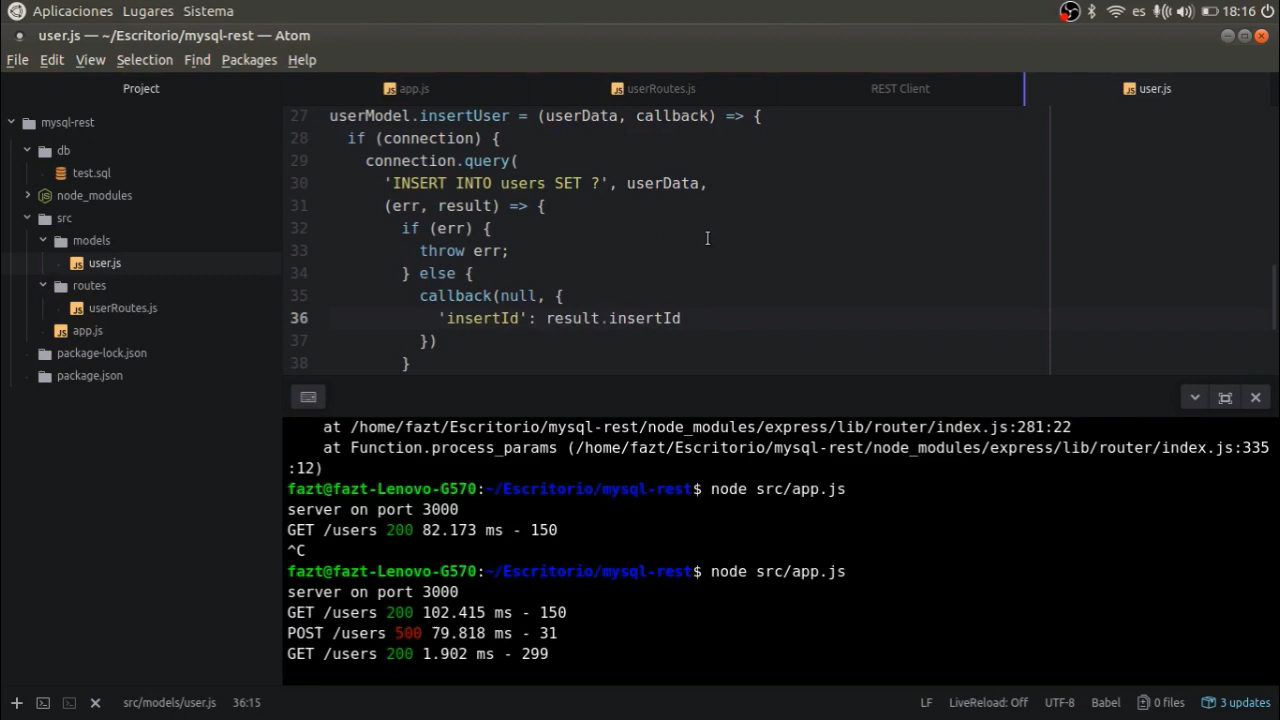 Aplicaciones Lugares Sistema es 18:16
user.js — ~/Escritorio/mysql-rest — Atom
File Edit View Selection Find Packages Help
Project
mysql-rest
db
test.sql
node_modules
src
models
user.js
routes
userRoutes.js
app.js
package-lock.json
package.json
app.js userRoutes.js REST Client user.js
27 userModel.insertUser = (userData, callback) => {
28 if (connection) {
29 connection.query(
30 'INSERT INTO users SET ?', userData,
31 (err, result) => {
32 if (err) {
33 throw err;
34 } else {
35 callback(null, {
36 'insertId': result.insertId
37 })
38 }
at /home/fazt/Escritorio/mysql-rest/node_modules/express/lib/router/index.js:281:22
at Function.process_params (/home/fazt/Escritorio/mysql-rest/node_modules/express/lib/router/index.js:335
:12)
fazt@fazt-Lenovo-G570:~/Escritorio/mysql-rest$ node src/app.js
server on port 3000
GET /users 200 82.173 ms - 150
^C
fazt@fazt-Lenovo-G570:~/Escritorio/mysql-rest$ node src/app.js
server on port 3000
GET /users 200 102.415 ms - 150
POST /users 500 79.818 ms - 31
GET /users 200 1.902 ms - 299
src/models/user.js 36:15 LF LiveReload: Off UTF-8 Babel 0 files 3 updates